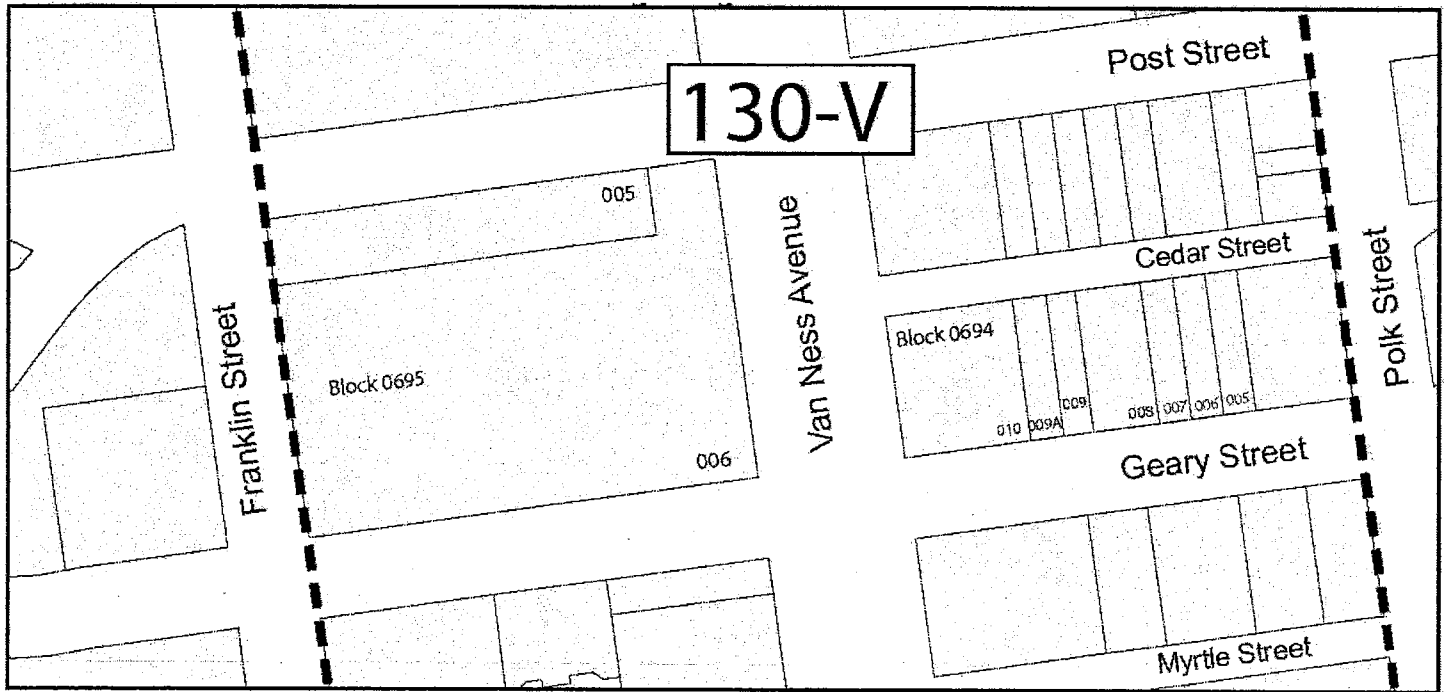 Post Street
130-V
005
Van Ness Avenue
Cedar Street
Franklin Street
Block 0695
006
Block 0694
010
009A
009
008
007
006
005
Polk Street
Geary Street
Myrtle Street